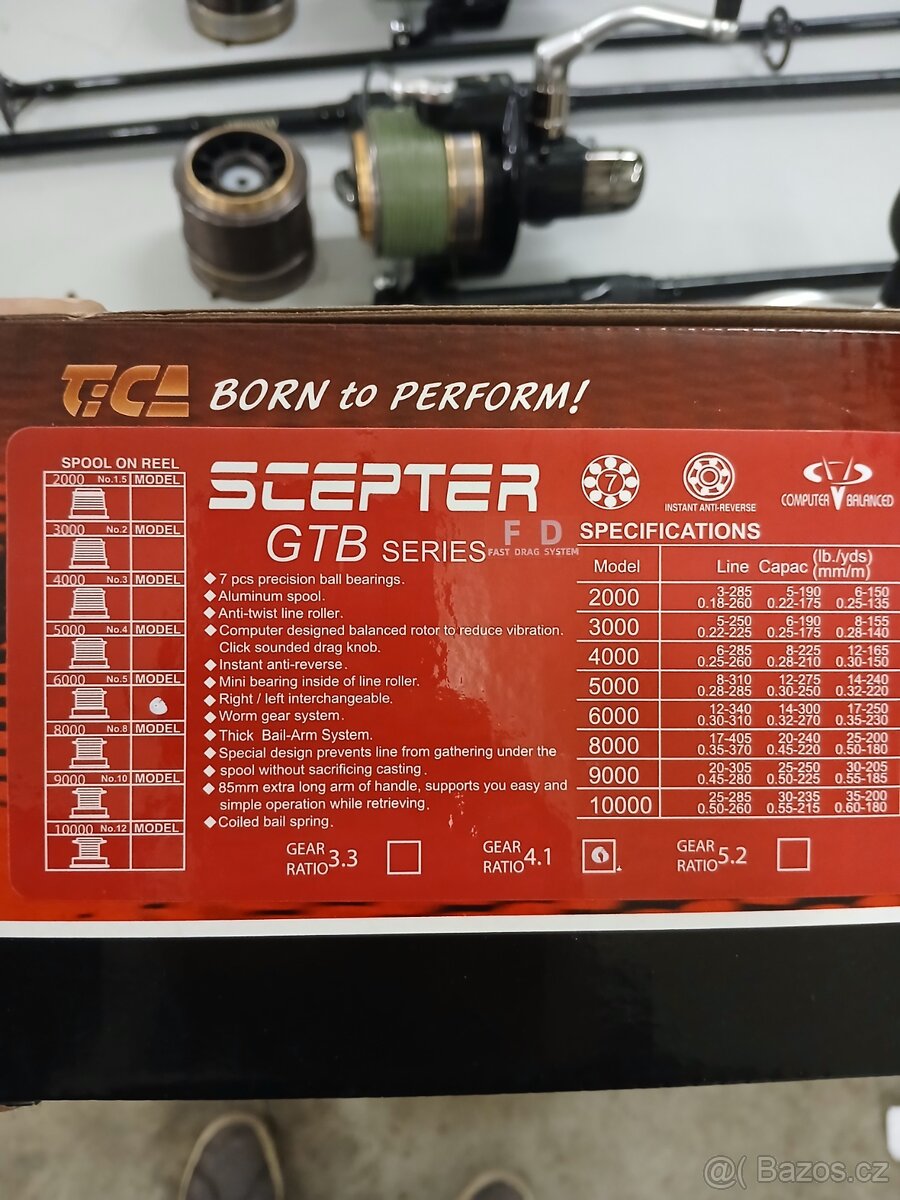 TiCA BORN to PERFORM!
SPOOL ON REEL
2000 No.1.5 MODEL
3000 No.2 MODEL
4000 No.3 MODEL
5000 No.4 MODEL
6000 No.5 MODEL
8000 No.8 MODEL
9000 No.10 MODEL
10000 No.12 MODEL
SCEPTER
GTB SERIES
F D
FAST DRAG SYSTEM
7
INSTANT ANTI-REVERSE
COMPUTER BALANCED
◆7 pcs precision ball bearings.
◆Aluminum spool.
◆Anti-twist line roller.
◆Computer designed balanced rotor to reduce vibration.
Click sounded drag knob.
◆Instant anti-reverse.
◆Mini bearing inside of line roller.
◆Right / left interchangeable.
◆Worm gear system.
◆Thick Bail-Arm System.
◆Special design prevents line from gathering under the
◆spool without sacrificing casting.
◆85mm extra long arm of handle, supports you easy and
simple operation while retrieving.
◆Coiled bail spring.
SPECIFICATIONS
Model Line Capac (lb./yds)
(mm/m)
2000 3-285 5-190 6-150
0.18-260 0.22-175 0.25-135
3000 5-250 6-190 8-155
0.22-225 0.25-175 0.28-140
4000 6-285 8-225 12-165
0.25-260 0.28-210 0.30-150
5000 8-310 12-275 14-240
0.28-285 0.30-250 0.32-220
6000 12-340 14-300 17-250
0.30-310 0.32-270 0.35-230
8000 17-405 20-240 25-200
0.35-370 0.45-220 0.50-180
9000 20-305 25-250 30-205
0.45-280 0.50-225 0.55-185
10000 25-285 30-235 35-200
0.50-260 0.55-215 0.60-180
GEAR RATIO 3.3
GEAR RATIO 4.1
GEAR RATIO 5.2
@( Bazos.cz